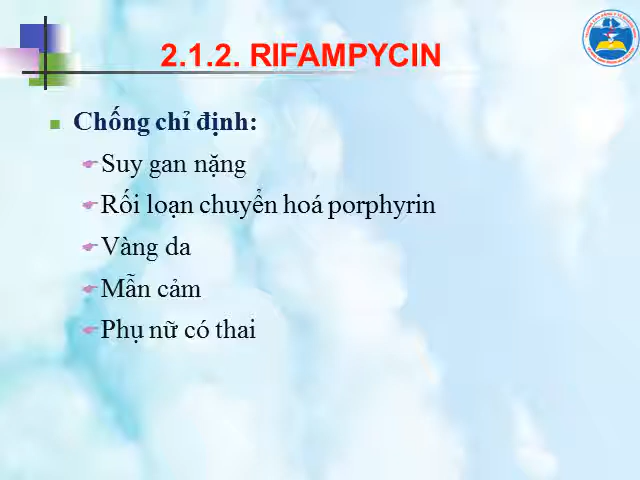 2.1.2. RIFAMPYCIN
Chống chỉ định:
Suy gan nặng
Rối loạn chuyển hoá porphyrin
Vàng da
Mẫn cảm
Phụ nữ có thai